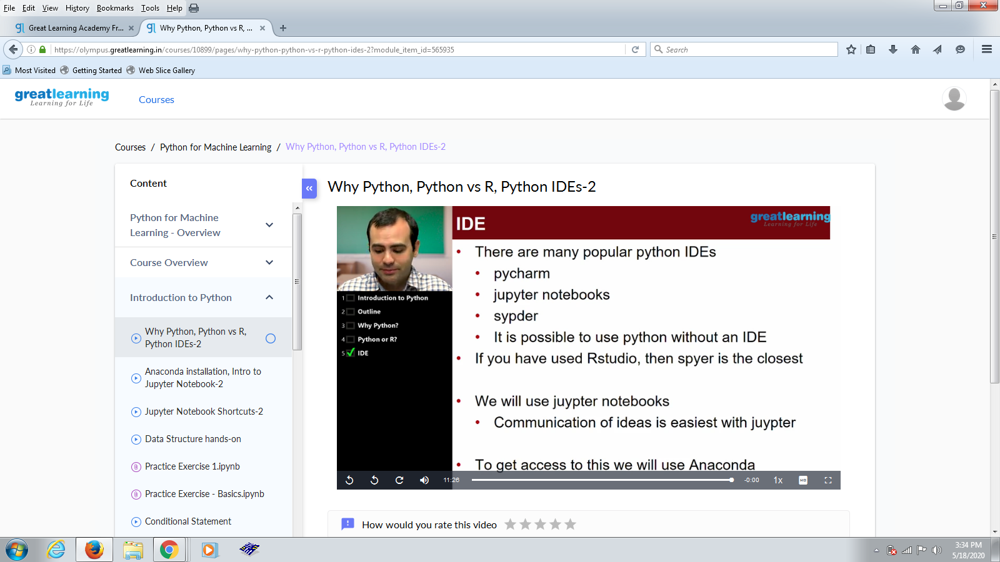 File Edit View History Bookmarks Tools Help
Great Learning Academy Fr...
Why Python, Python vs R, ...
https://olympus.greatlearning.in/courses/10899/pages/why-python-python-vs-r-python-ides-2?module_item_id=565935
Search
Most Visited Getting Started Web Slice Gallery
greatlearning
Learning for Life
Courses
Courses / Python for Machine Learning / Why Python, Python vs R, Python IDEs-2
Content
Python for Machine
Learning - Overview
Course Overview
Introduction to Python
Why Python, Python vs R,
Python IDEs-2
Anaconda installation, Intro to
Jupyter Notebook-2
Jupyter Notebook Shortcuts-2
Data Structure hands-on
Practice Exercise 1.ipynb
Practice Exercise - Basics.ipynb
Conditional Statement
Why Python, Python vs R, Python IDEs-2
1 Introduction to Python
2 Outline
3 Why Python?
4 Python or R?
5 IDE
IDE
greatlearning
Learning for Life
• There are many popular python IDEs
• pycharm
• jupyter notebooks
• sypder
• It is possible to use python without an IDE
• If you have used Rstudio, then spyer is the closest
• We will use juypter notebooks
• Communication of ideas is easiest with juypter
• To get access to this we will use Anaconda
11:26 -0:00 1x HD
How would you rate this video
3:34 PM
5/18/2020